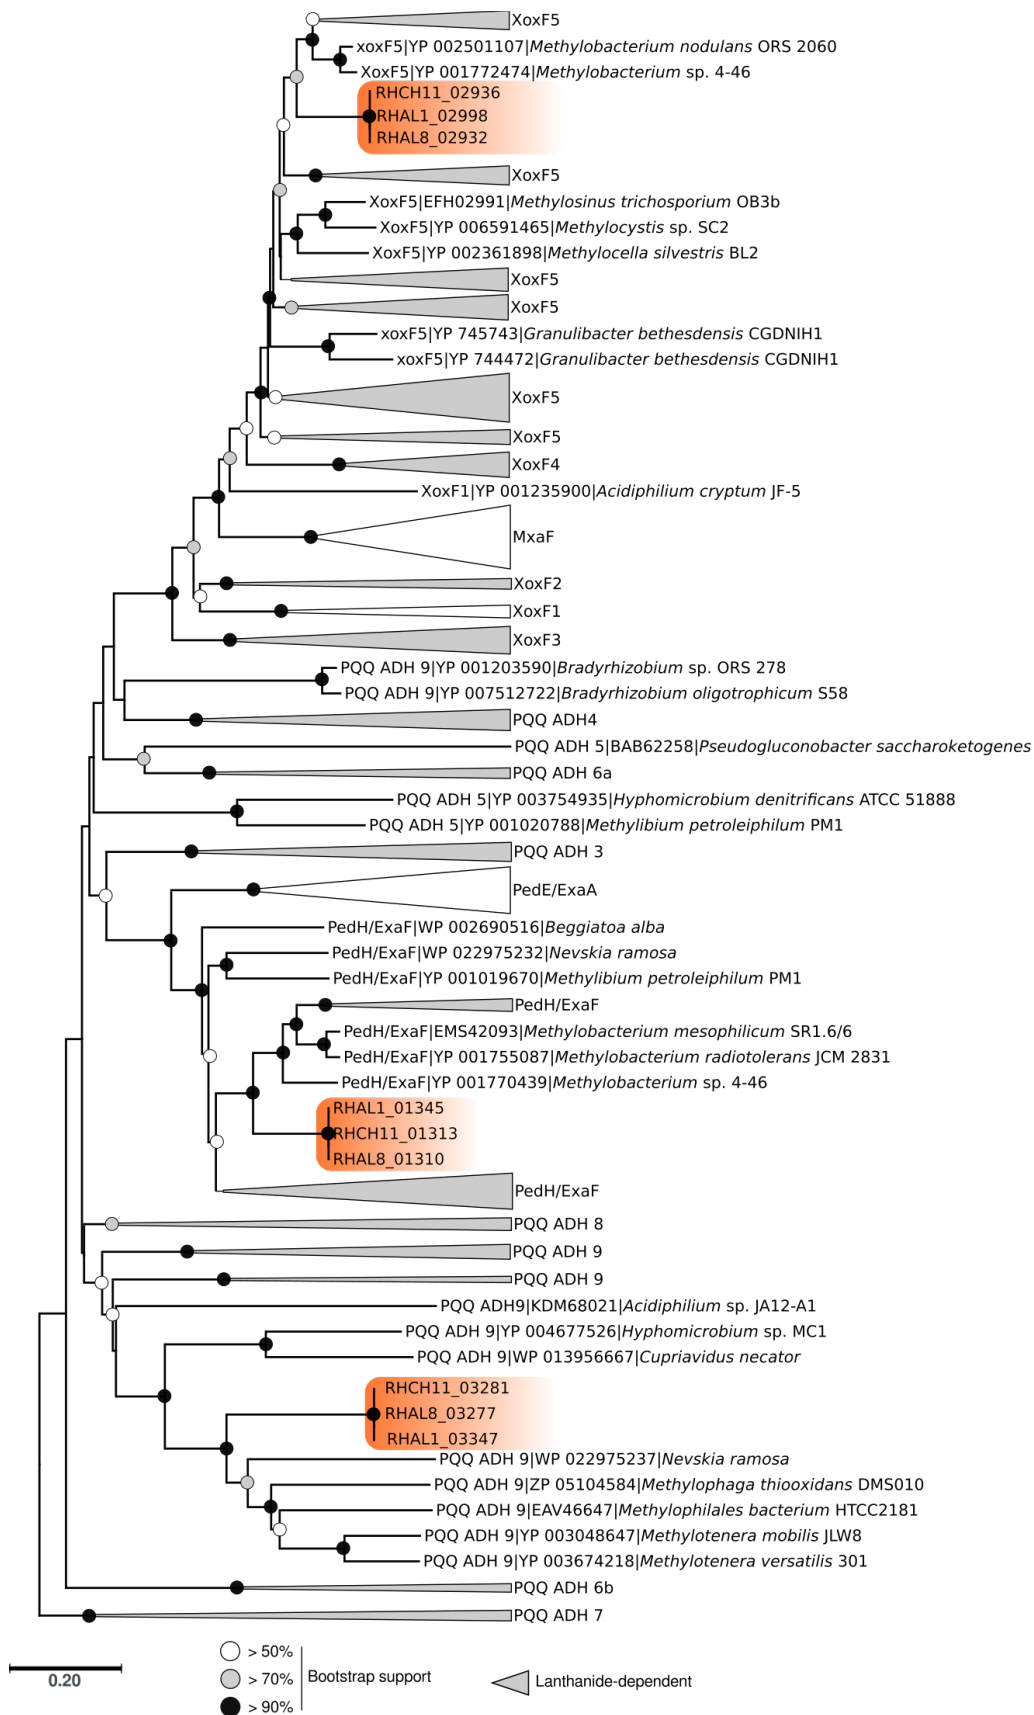 XoxF5
xoxF5|YP 002501107|Methylobacterium nodulans ORS 2060
XoxF5|YP 001772474|Methylobacterium sp. 4-46
RHCH11_02936
RHAL1_02998
RHAL8_02932
XoxF5
XoxF5|EFH02991|Methylosinus trichosporium OB3b
XoxF5|YP 006591465|Methylocystis sp. SC2
XoxF5|YP 002361898|Methylocella silvestris BL2
XoxF5
XoxF5
xoxF5|YP 745743|Granulibacter bethesdensis CGDNIH1
xoxF5|YP 744472|Granulibacter bethesdensis CGDNIH1
XoxF5
XoxF5
XoxF4
XoxF1|YP 001235900|Acidiphilium cryptum JF-5
MxaF
XoxF2
XoxF1
XoxF3
PQQ ADH 9|YP 001203590|Bradyrhizobium sp. ORS 278
PQQ ADH 9|YP 007512722|Bradyrhizobium oligotrophicum S58
PQQ ADH4
PQQ ADH 5|BAB62258|Pseudogluconobacter saccharoketogenes
PQQ ADH 6a
PQQ ADH 5|YP 003754935|Hyphomicrobium denitrificans ATCC 51888
PQQ ADH 5|YP 001020788|Methylibium petroleiphilum PM1
PQQ ADH 3
PedE/ExaA
PedH/ExaF|WP 002690516|Beggiatoa alba
PedH/ExaF|WP 022975232|Nevskia ramosa
PedH/ExaF|YP 001019670|Methylibium petroleiphilum PM1
PedH/ExaF
PedH/ExaF|EMS42093|Methylobacterium mesophilicum SR1.6/6
PedH/ExaF|YP 001755087|Methylobacterium radiotolerans JCM 2831
PedH/ExaF|YP 001770439|Methylobacterium sp. 4-46
RHAL1_01345
RHCH11_01313
RHAL8_01310
PedH/ExaF
PQQ ADH 8
PQQ ADH 9
PQQ ADH 9
PQQ ADH9|KDM68021|Acidiphilium sp. JA12-A1
PQQ ADH 9|YP 004677526|Hyphomicrobium sp. MC1
PQQ ADH 9|WP 013956667|Cupriavidus necator
RHCH11_03281
RHAL8_03277
RHAL1_03347
PQQ ADH 9|WP 022975237|Nevskia ramosa
PQQ ADH 9|ZP 05104584|Methylophaga thiooxidans DMS010
PQQ ADH 9|EAV46647|Methylophilales bacterium HTCC2181
PQQ ADH 9|YP 003048647|Methylotenera mobilis JLW8
PQQ ADH 9|YP 003674218|Methylotenera versatilis 301
PQQ ADH 6b
PQQ ADH 7
0.20
> 50%
> 70%
> 90%
Bootstrap support
Lanthanide-dependent